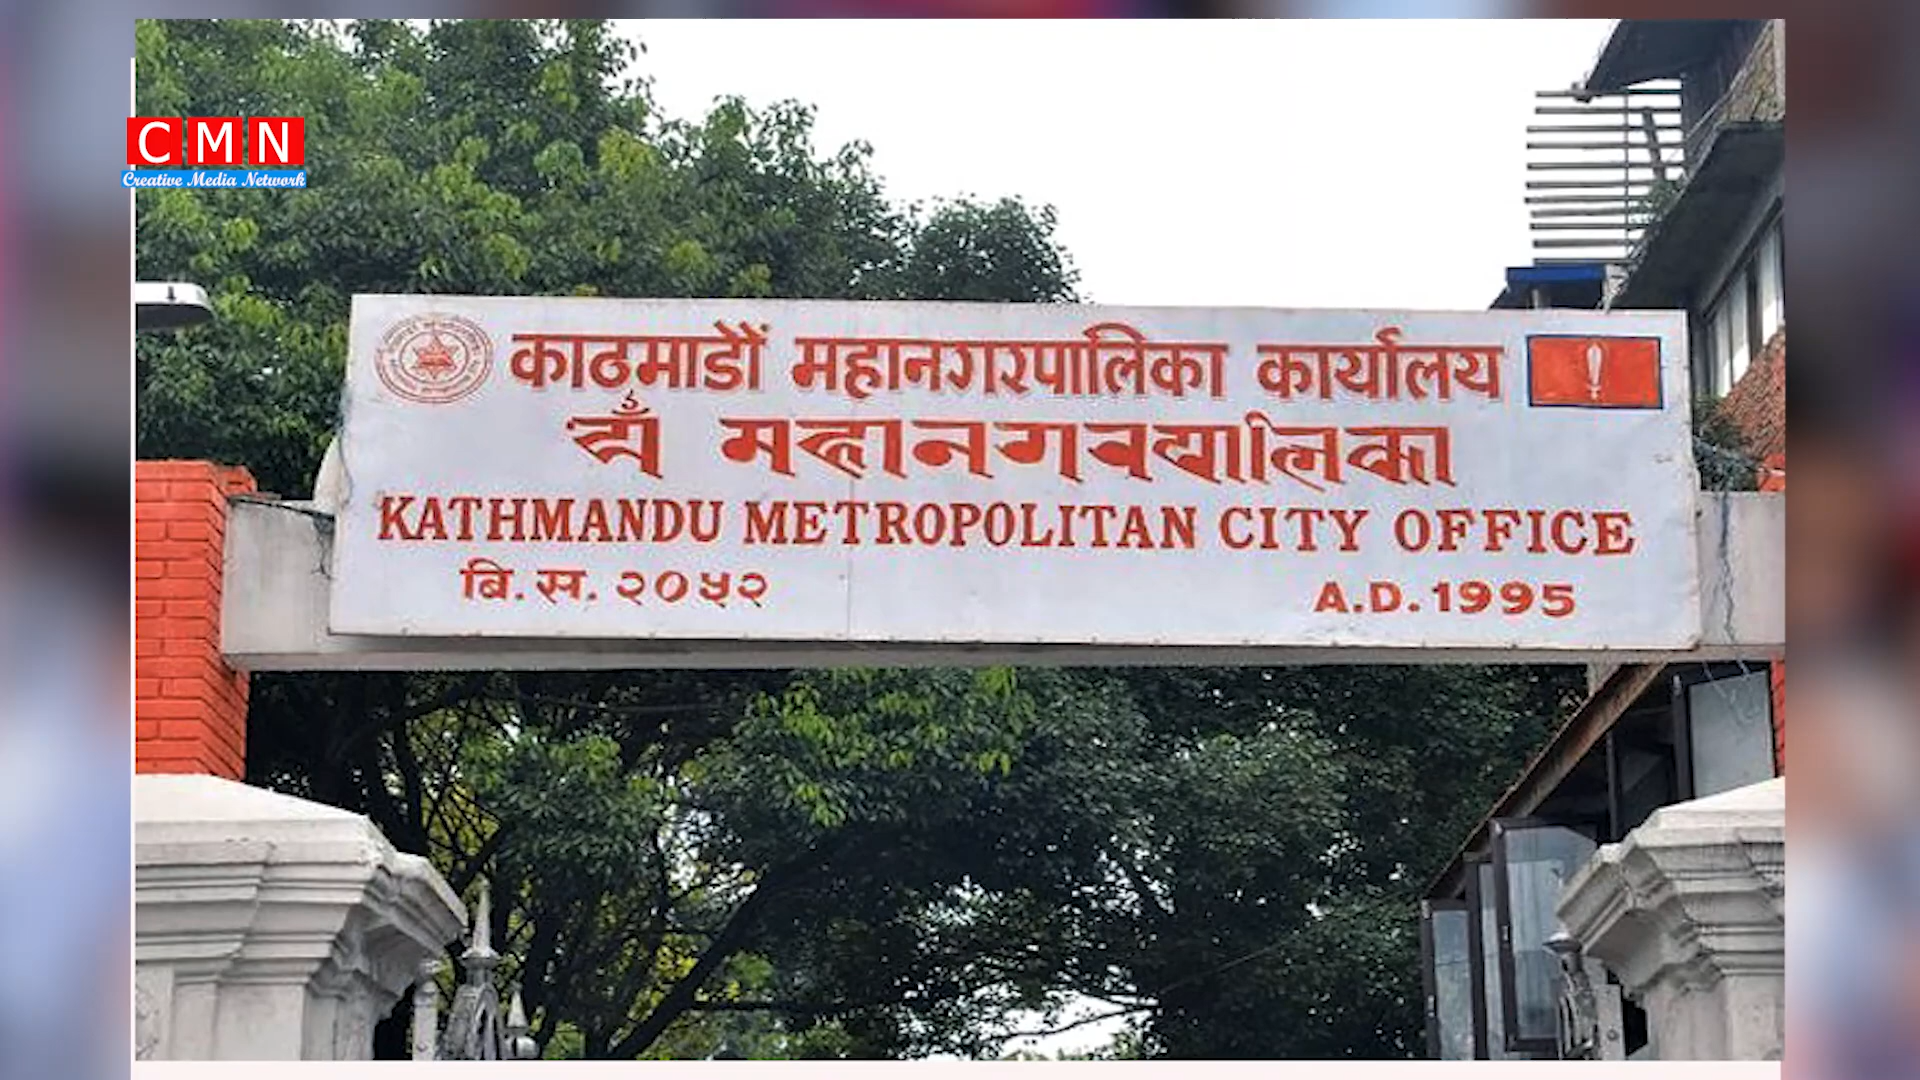 CMN
Creative Media Network
काठमाडौं महानगरपालिका कार्यालय
KATHMANDU METROPOLITAN CITY OFFICE
बि.स. २०५२
A.D. 1995